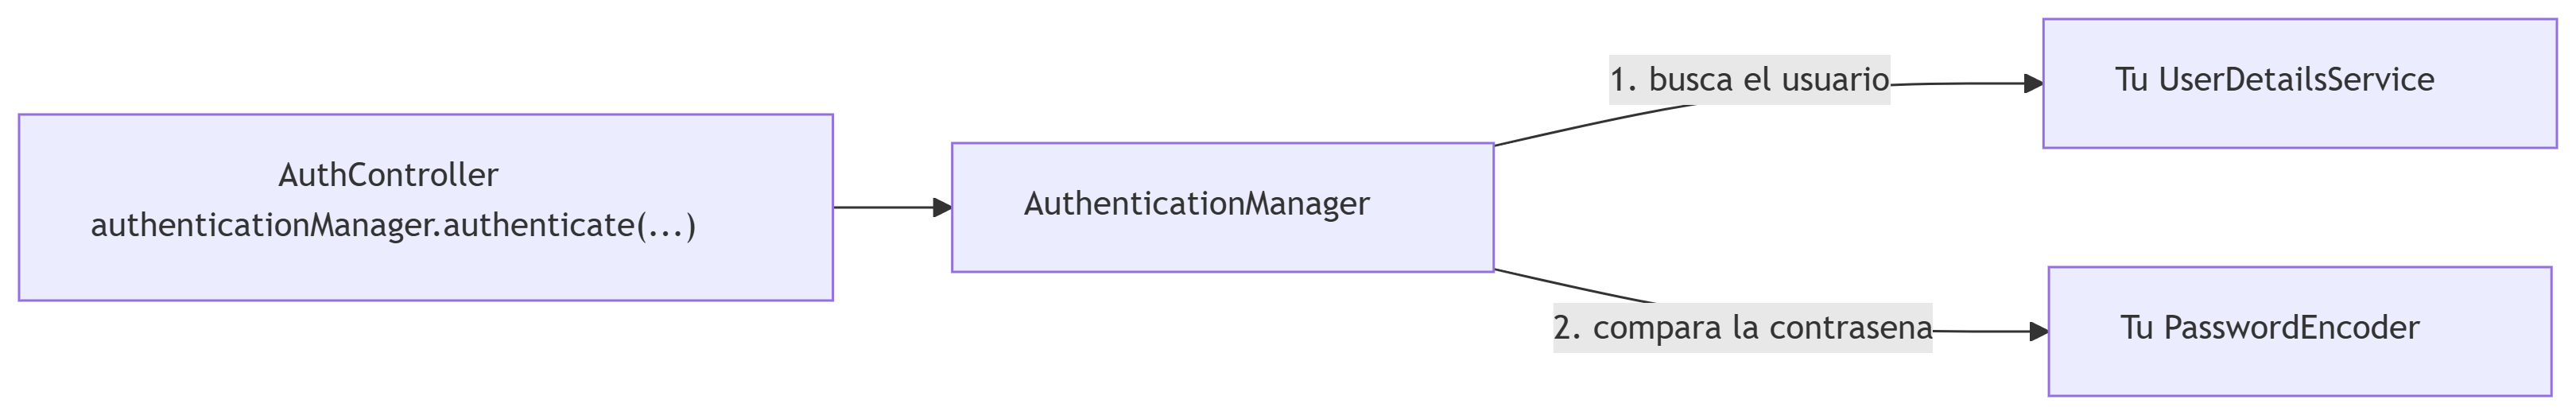 AuthController
authenticationManager.authenticate(...)
AuthenticationManager
1. busca el usuario
Tu UserDetailsService
2. compara la contrasena
Tu PasswordEncoder